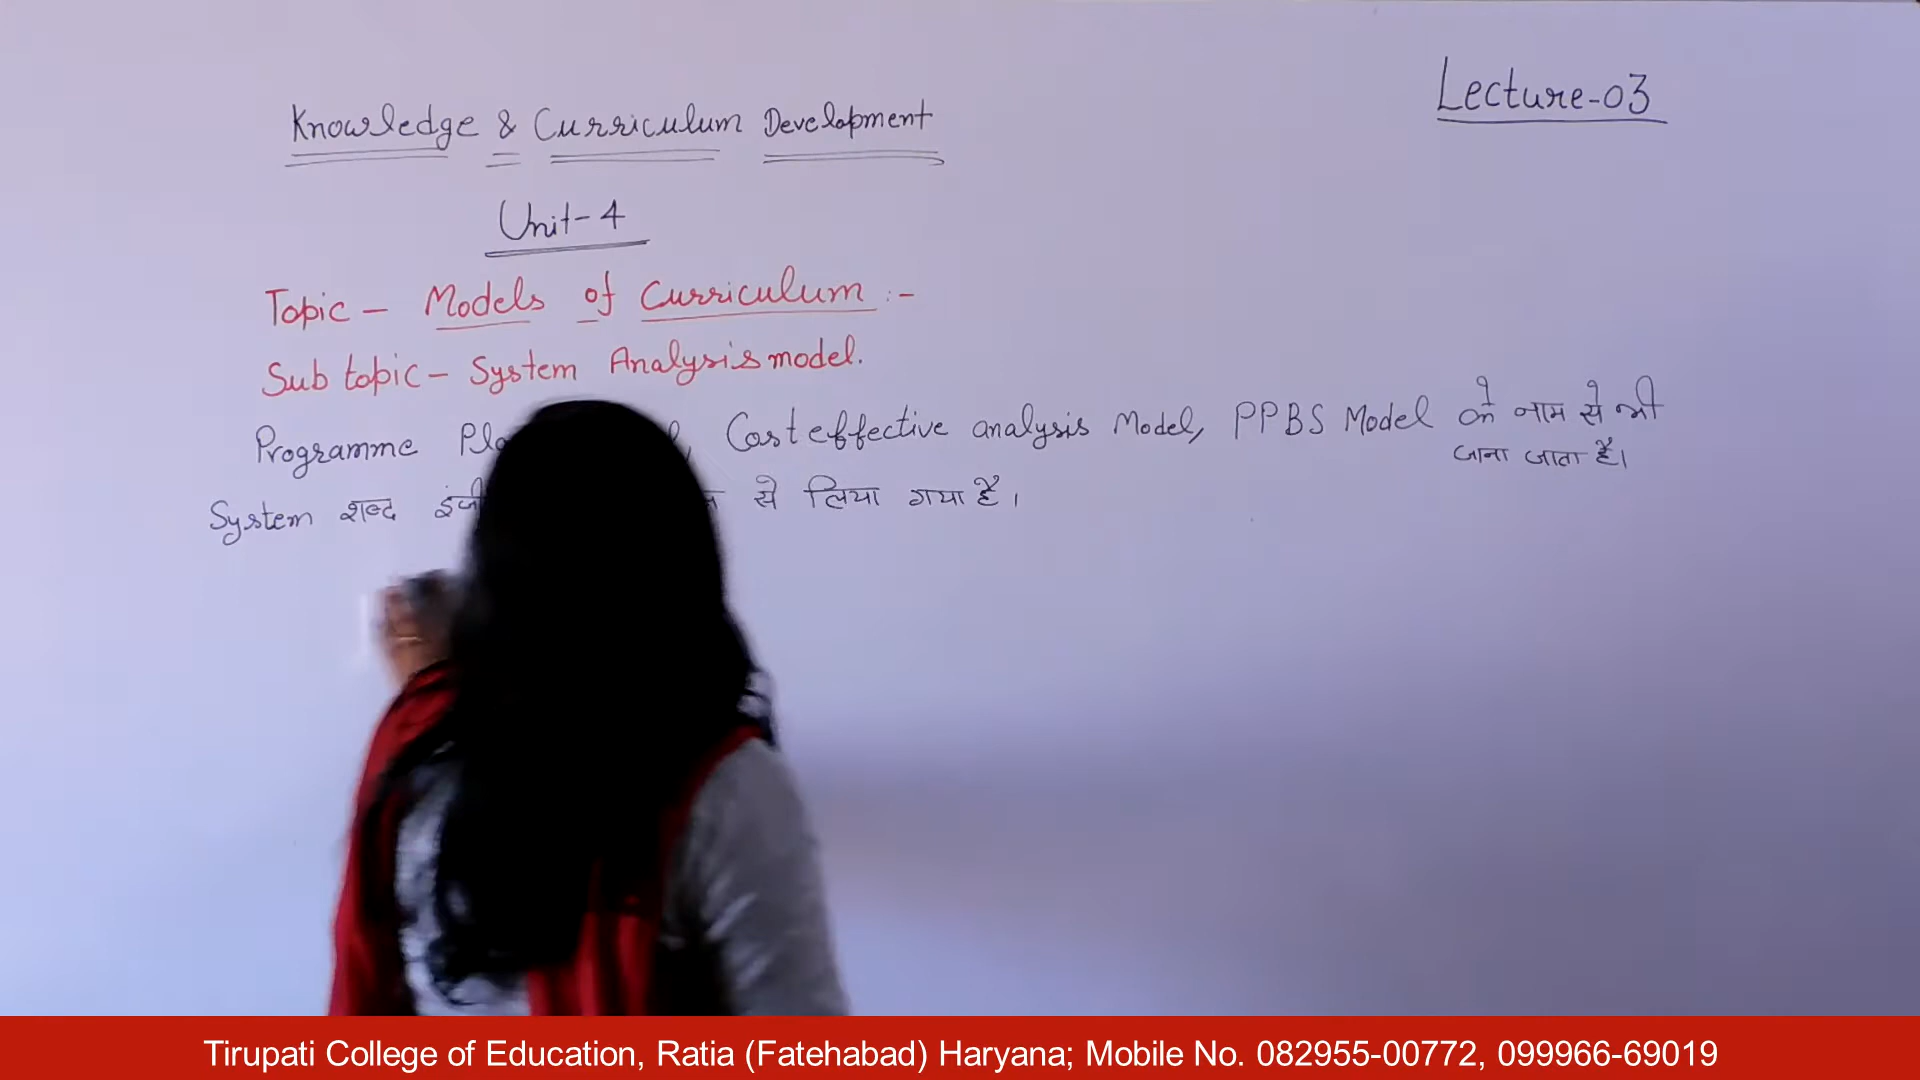 Lecture-03
Knowledge & Curriculum Development
Unit-4
Topic - Models of Curriculum :-
Sub topic - System Analysis model.
Programme Cost effective analysis Model, PPBS Model के नाम से भी
जाना जाता है।
System शब्द से लिया गया है।
Tirupati College of Education, Ratia (Fatehabad) Haryana; Mobile No. 082955-00772, 099966-69019